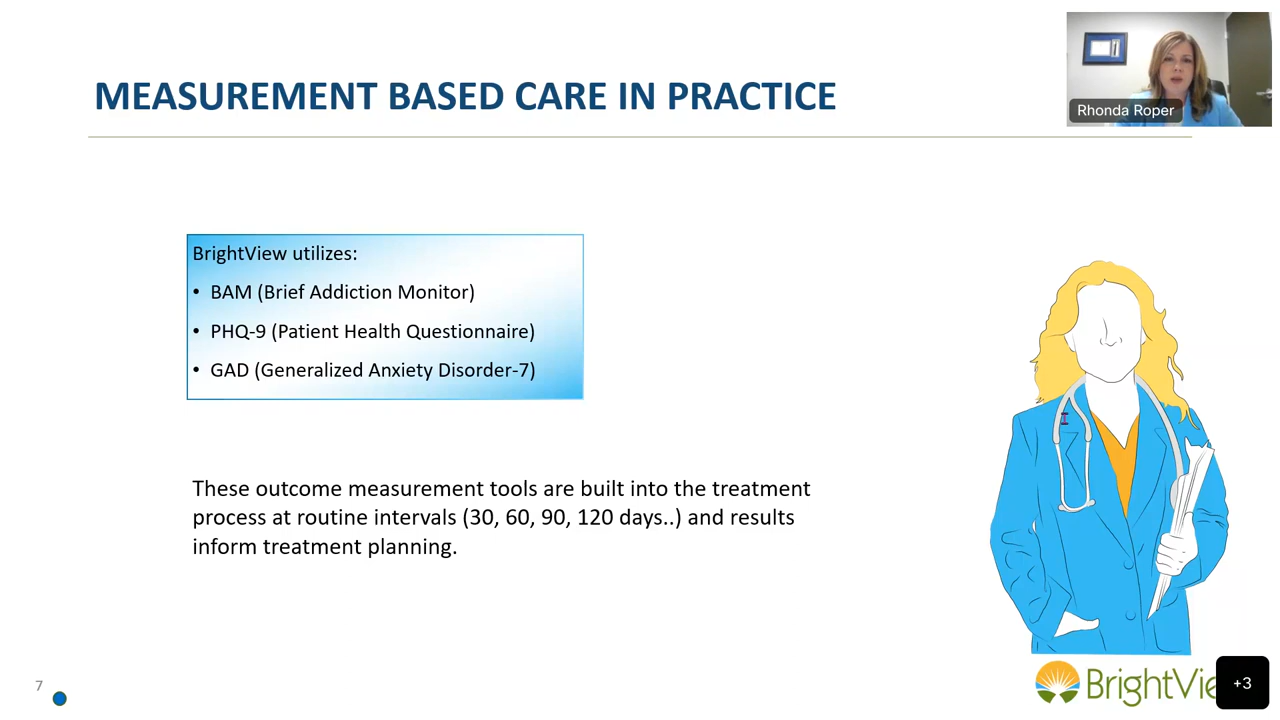 MEASUREMENT BASED CARE IN PRACTICE
Rhonda Roper
BrightView utilizes:
• BAM (Brief Addiction Monitor)
• PHQ-9 (Patient Health Questionnaire)
• GAD (Generalized Anxiety Disorder-7)
These outcome measurement tools are built into the treatment
process at routine intervals (30, 60, 90, 120 days..) and results
inform treatment planning.
7
BrightVie
+3